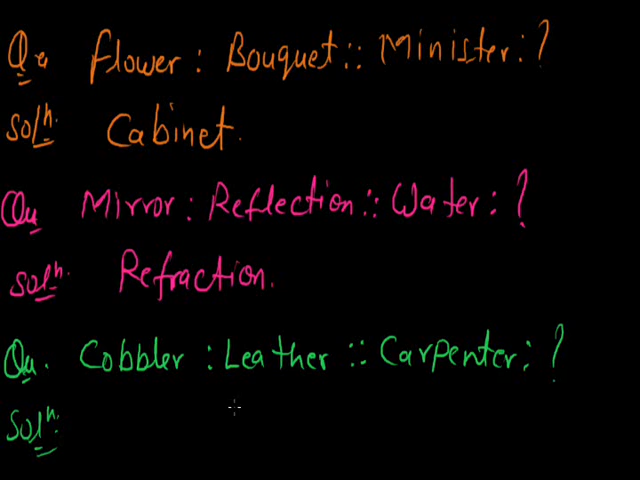 Qu flower : Bouquet :: Minister : ?
Solⁿ. Cabinet.
Qu Mirror : Reflection :: Water : ?
Solⁿ. Refraction.
Qu. Cobbler : Leather :: Carpenter : ?
Solⁿ.